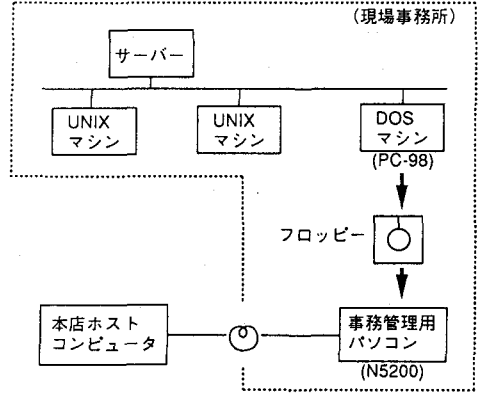 (現場事務所)
サーバー
UNIX
マシン
UNIX
マシン
DOS
マシン
(PC-98)
フロッピー
本店ホスト
コンピュータ
事務管理用
パソコン
(N5200)